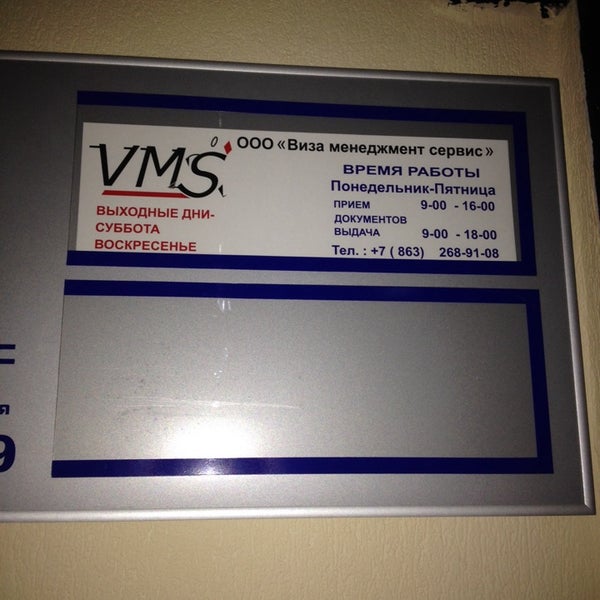 VMS
ООО «Виза менеджмент сервис»
ВЫХОДНЫЕ ДНИ-
СУББОТА
ВОСКРЕСЕНЬЕ
ВРЕМЯ РАБОТЫ
Понедельник-Пятница
ПРИЕМ 9-00 - 16-00
ДОКУМЕНТОВ
ВЫДАЧА 9-00 - 18-00
Тел. : +7 ( 863) 268-91-08
я
9